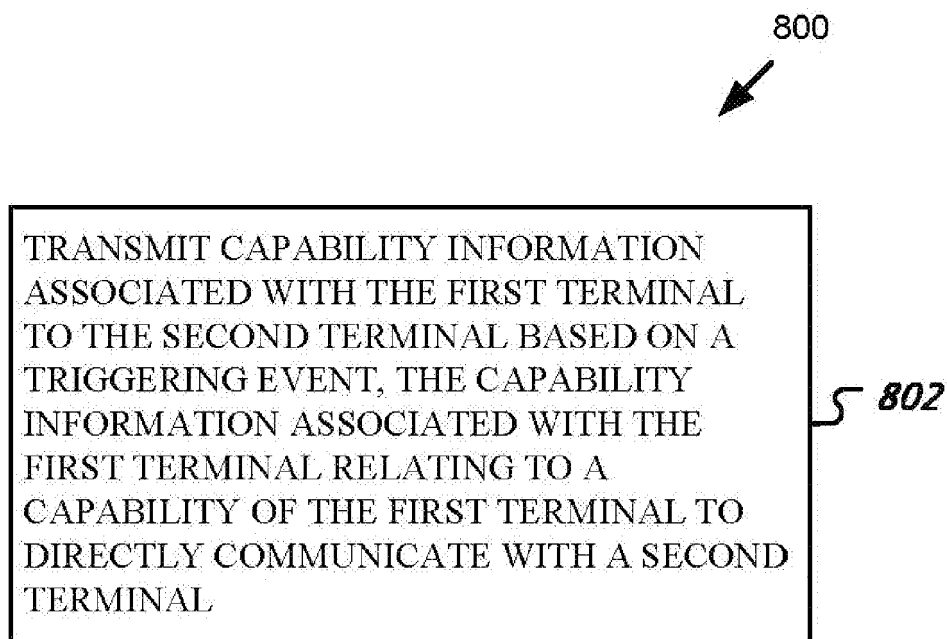 800
TRANSMIT CAPABILITY INFORMATION
ASSOCIATED WITH THE FIRST TERMINAL
TO THE SECOND TERMINAL BASED ON A
TRIGGERING EVENT, THE CAPABILITY
INFORMATION ASSOCIATED WITH THE
FIRST TERMINAL RELATING TO A
CAPABILITY OF THE FIRST TERMINAL TO
DIRECTLY COMMUNICATE WITH A SECOND
TERMINAL
802